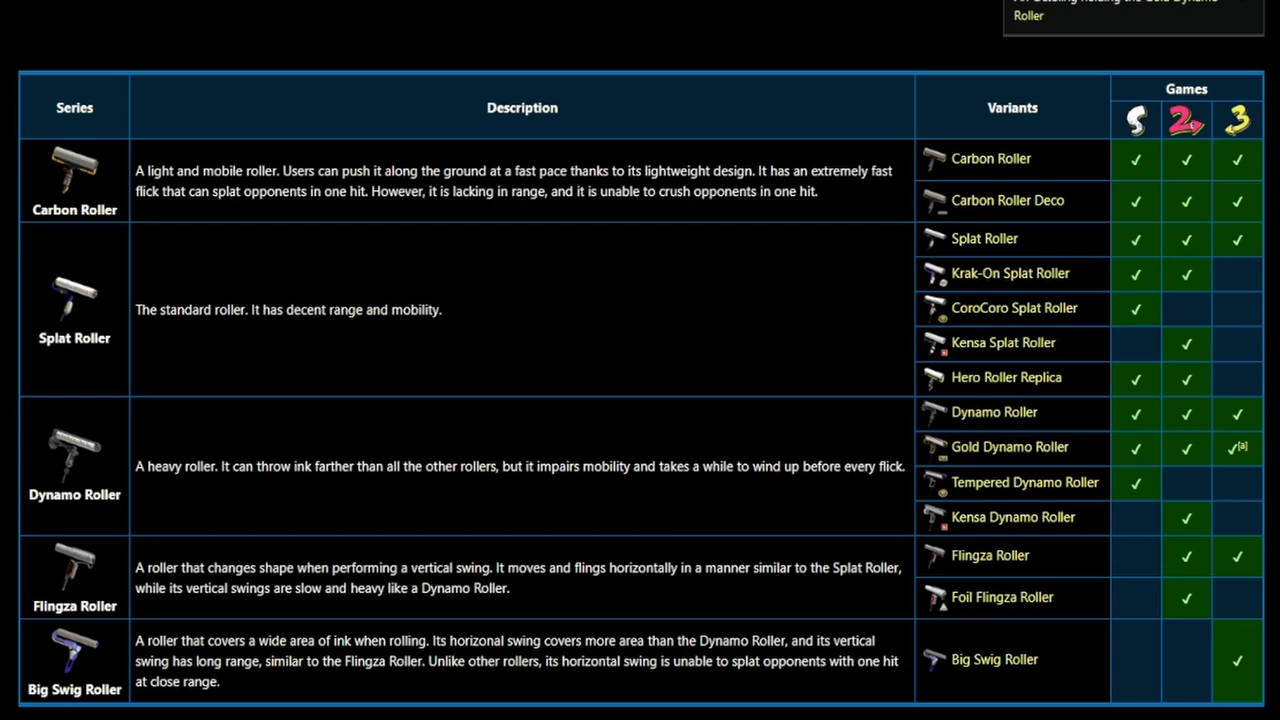 Roller
Series
Description
Variants
Games
S
2
3
Carbon Roller
A light and mobile roller. Users can push it along the ground at a fast pace thanks to its lightweight design. It has an extremely fast
flick that can splat opponents in one hit. However, it is lacking in range, and it is unable to crush opponents in one hit.
Carbon Roller
✓ ✓ ✓
Carbon Roller Deco
✓ ✓ ✓
Splat Roller
The standard roller. It has decent range and mobility.
Splat Roller
✓ ✓ ✓
Krak-On Splat Roller
✓ ✓
CoroCoro Splat Roller
✓
Kensa Splat Roller
✓
Hero Roller Replica
✓ ✓
Dynamo Roller
A heavy roller. It can throw ink farther than all the other rollers, but it impairs mobility and takes a while to wind up before every flick.
Dynamo Roller
✓ ✓ ✓
Gold Dynamo Roller
✓ ✓ ✓[a]
Tempered Dynamo Roller
✓
Kensa Dynamo Roller
✓
Flingza Roller
A roller that changes shape when performing a vertical swing. It moves and flings horizontally in a manner similar to the Splat Roller,
while its vertical swings are slow and heavy like a Dynamo Roller.
Flingza Roller
✓ ✓
Foil Flingza Roller
✓
Big Swig Roller
A roller that covers a wide area of ink when rolling. Its horizonal swing covers more area than the Dynamo Roller, and its vertical
swing has long range, similar to the Flingza Roller. Unlike other rollers, its horizontal swing is unable to splat opponents with one hit
at close range.
Big Swig Roller
✓